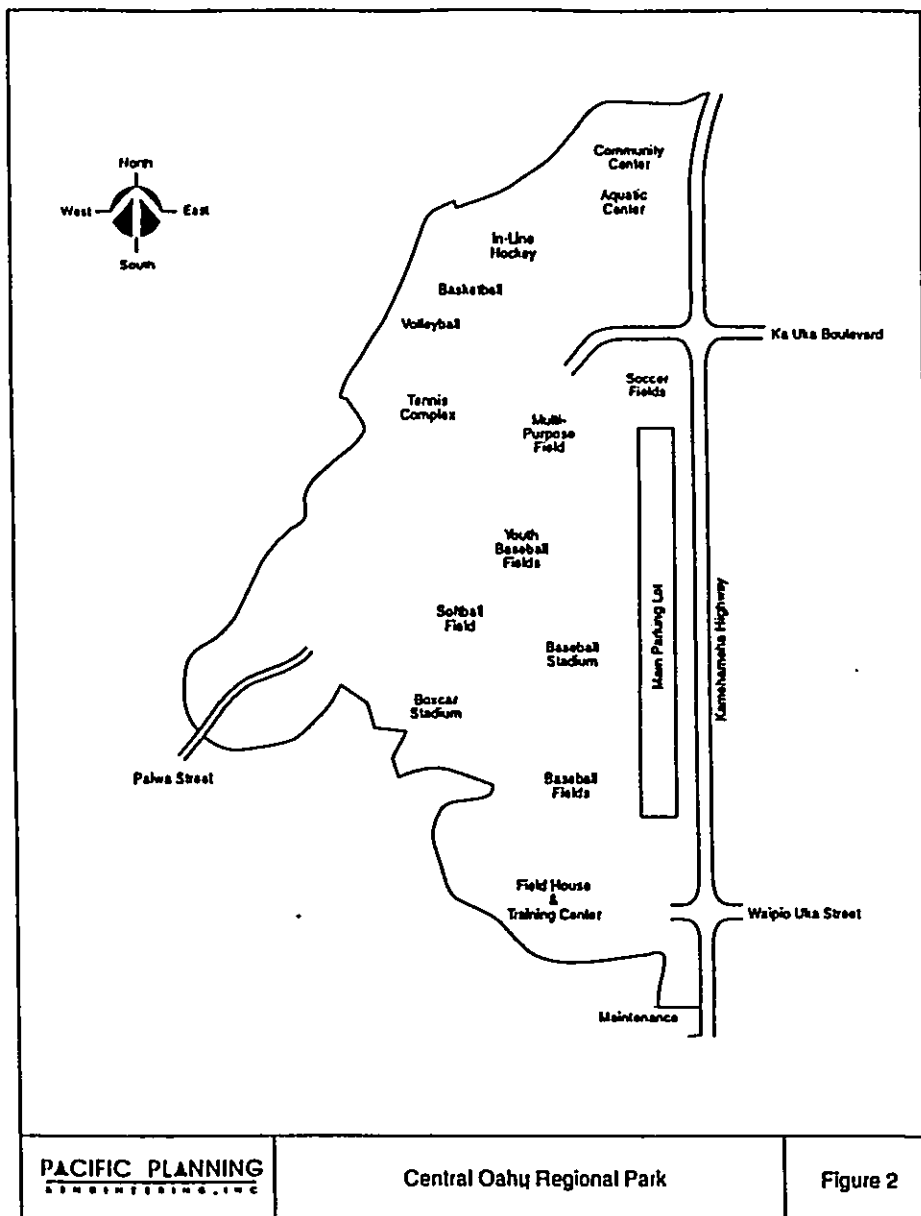 North
West
East
South
Community
Center
Aquatic
Center
In-Line
Hockey
Basketball
Volleyball
Ka Uka Boulevard
Soccer
Fields
Tennis
Complex
Multi-
Purpose
Field
Youth
Baseball
Fields
Softball
Field
Baseball
Stadium
Main Parking Lot
Kamehameha Highway
Boxcar
Stadium
Paiwa Street
Baseball
Fields
Field House
&
Training Center
Waipio Uka Street
Maintenance
PACIFIC PLANNING
ENGINEERING, INC
Central Oahu Regional Park
Figure 2